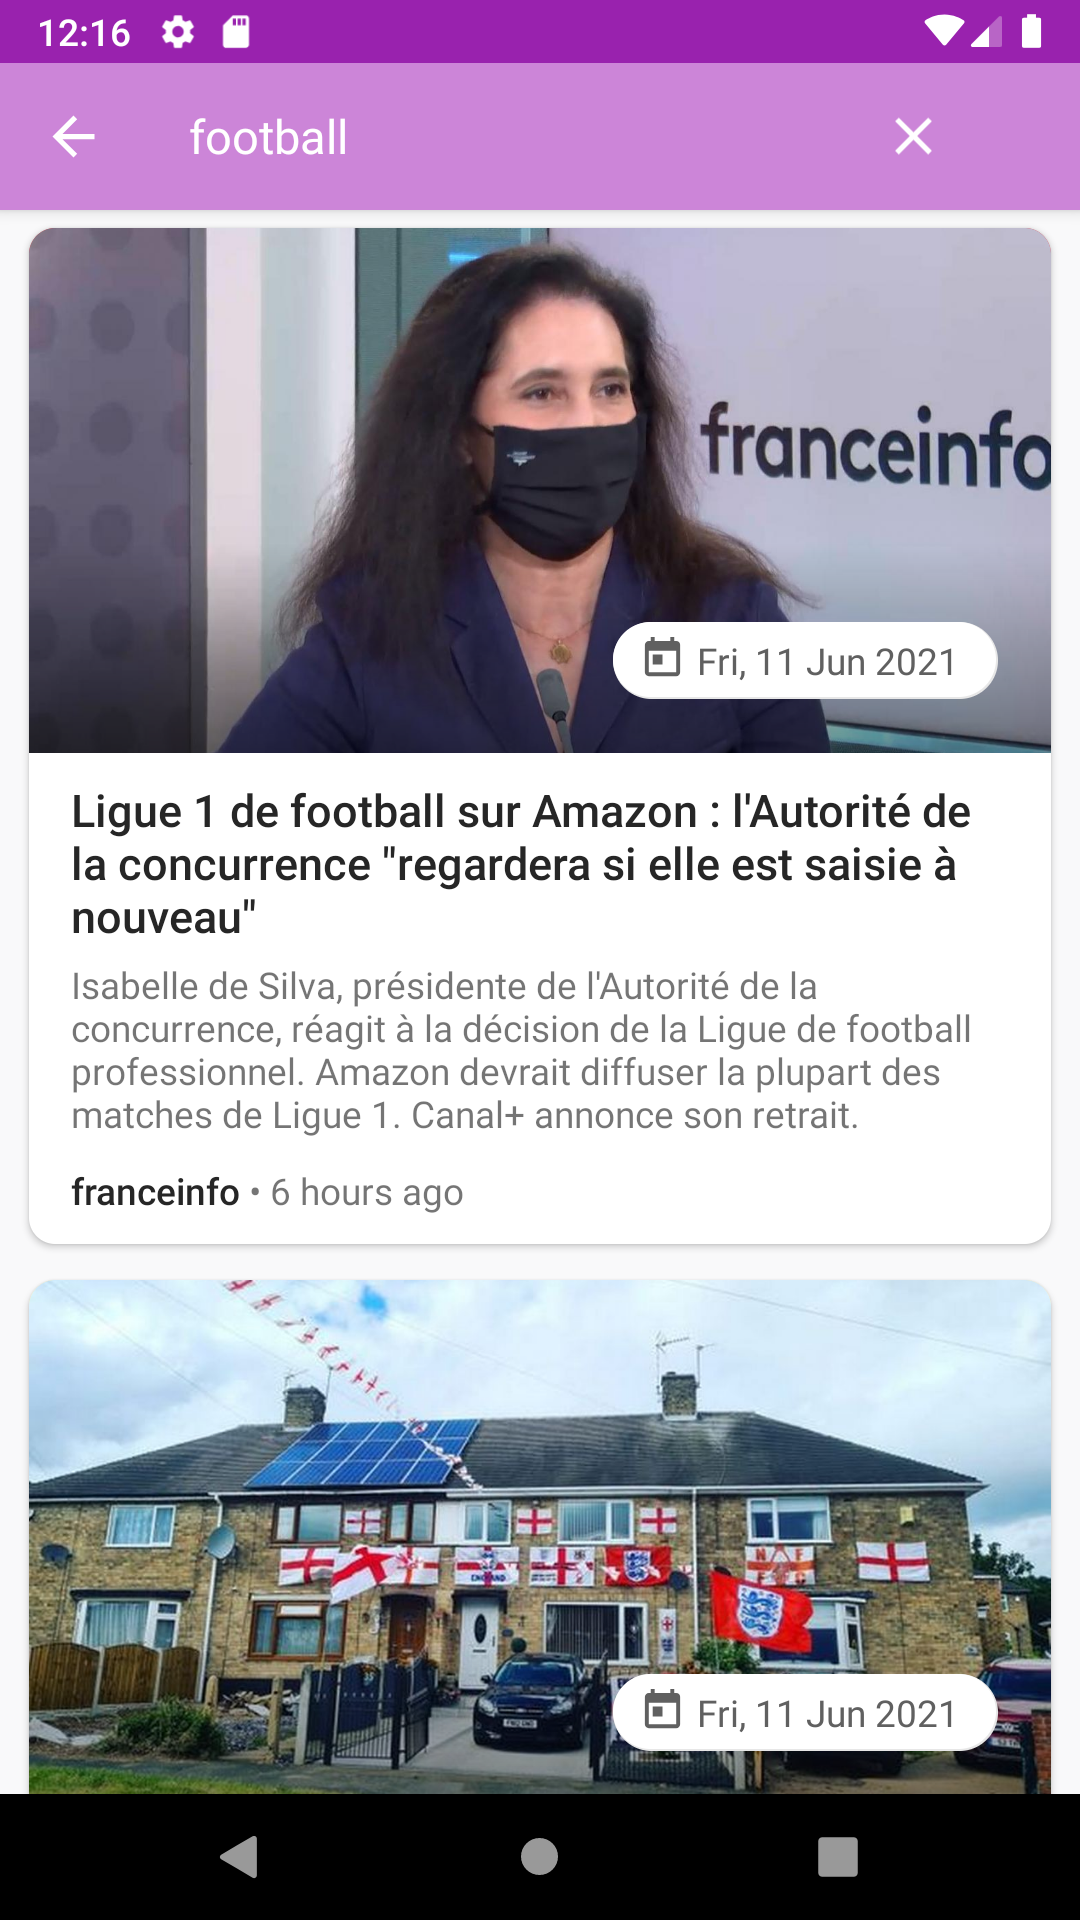 12:16
football
franceinfo
Fri, 11 Jun 2021
Ligue 1 de football sur Amazon : l'Autorité de
la concurrence "regardera si elle est saisie à
nouveau"
Isabelle de Silva, présidente de l'Autorité de la
concurrence, réagit à la décision de la Ligue de football
professionnel. Amazon devrait diffuser la plupart des
matches de Ligue 1. Canal+ annonce son retrait.
franceinfo • 6 hours ago
ENGLAND
Fri, 11 Jun 2021